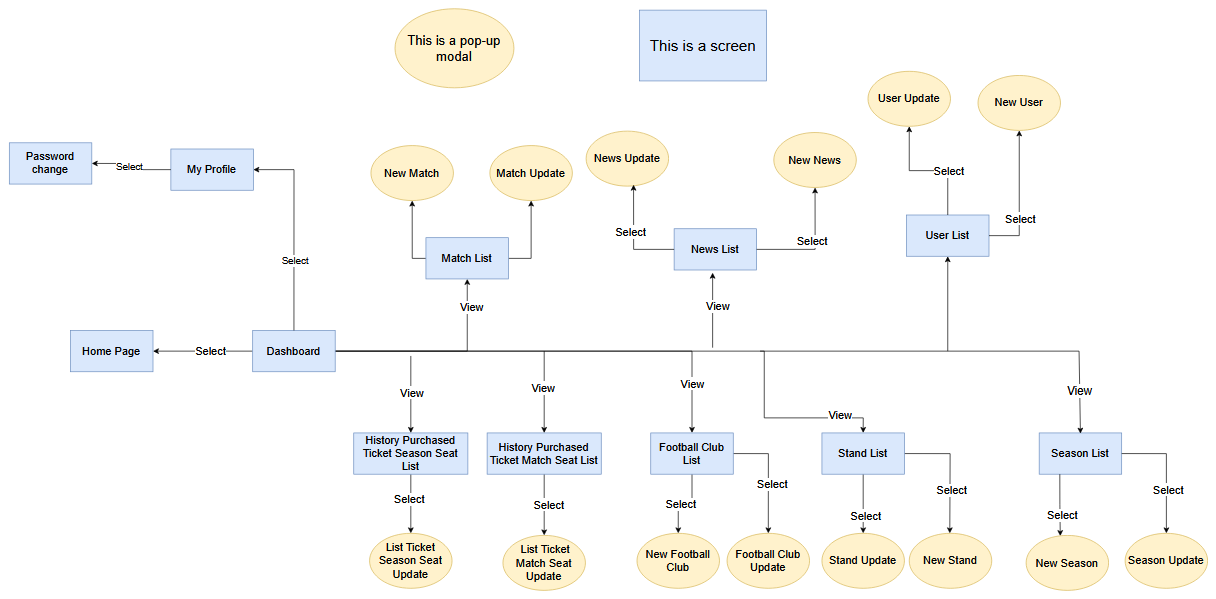 This is a pop-up
modal
This is a screen
User Update
New User
Password
change
Select
My Profile
New Match
Match Update
News Update
New News
Select
Select
Select
Select
Select
Match List
News List
User List
Select
View
View
Home Page
Select
Dashboard
View
View
View
View
View
History Purchased
Ticket Season Seat
List
History Purchased
Ticket Match Seat List
Football Club
List
Stand List
Season List
Select
Select
Select
Select
Select
Select
Select
Select
List Ticket
Season Seat
Update
List Ticket
Match Seat
Update
New Football
Club
Football Club
Update
Stand Update
New Stand
New Season
Season Update